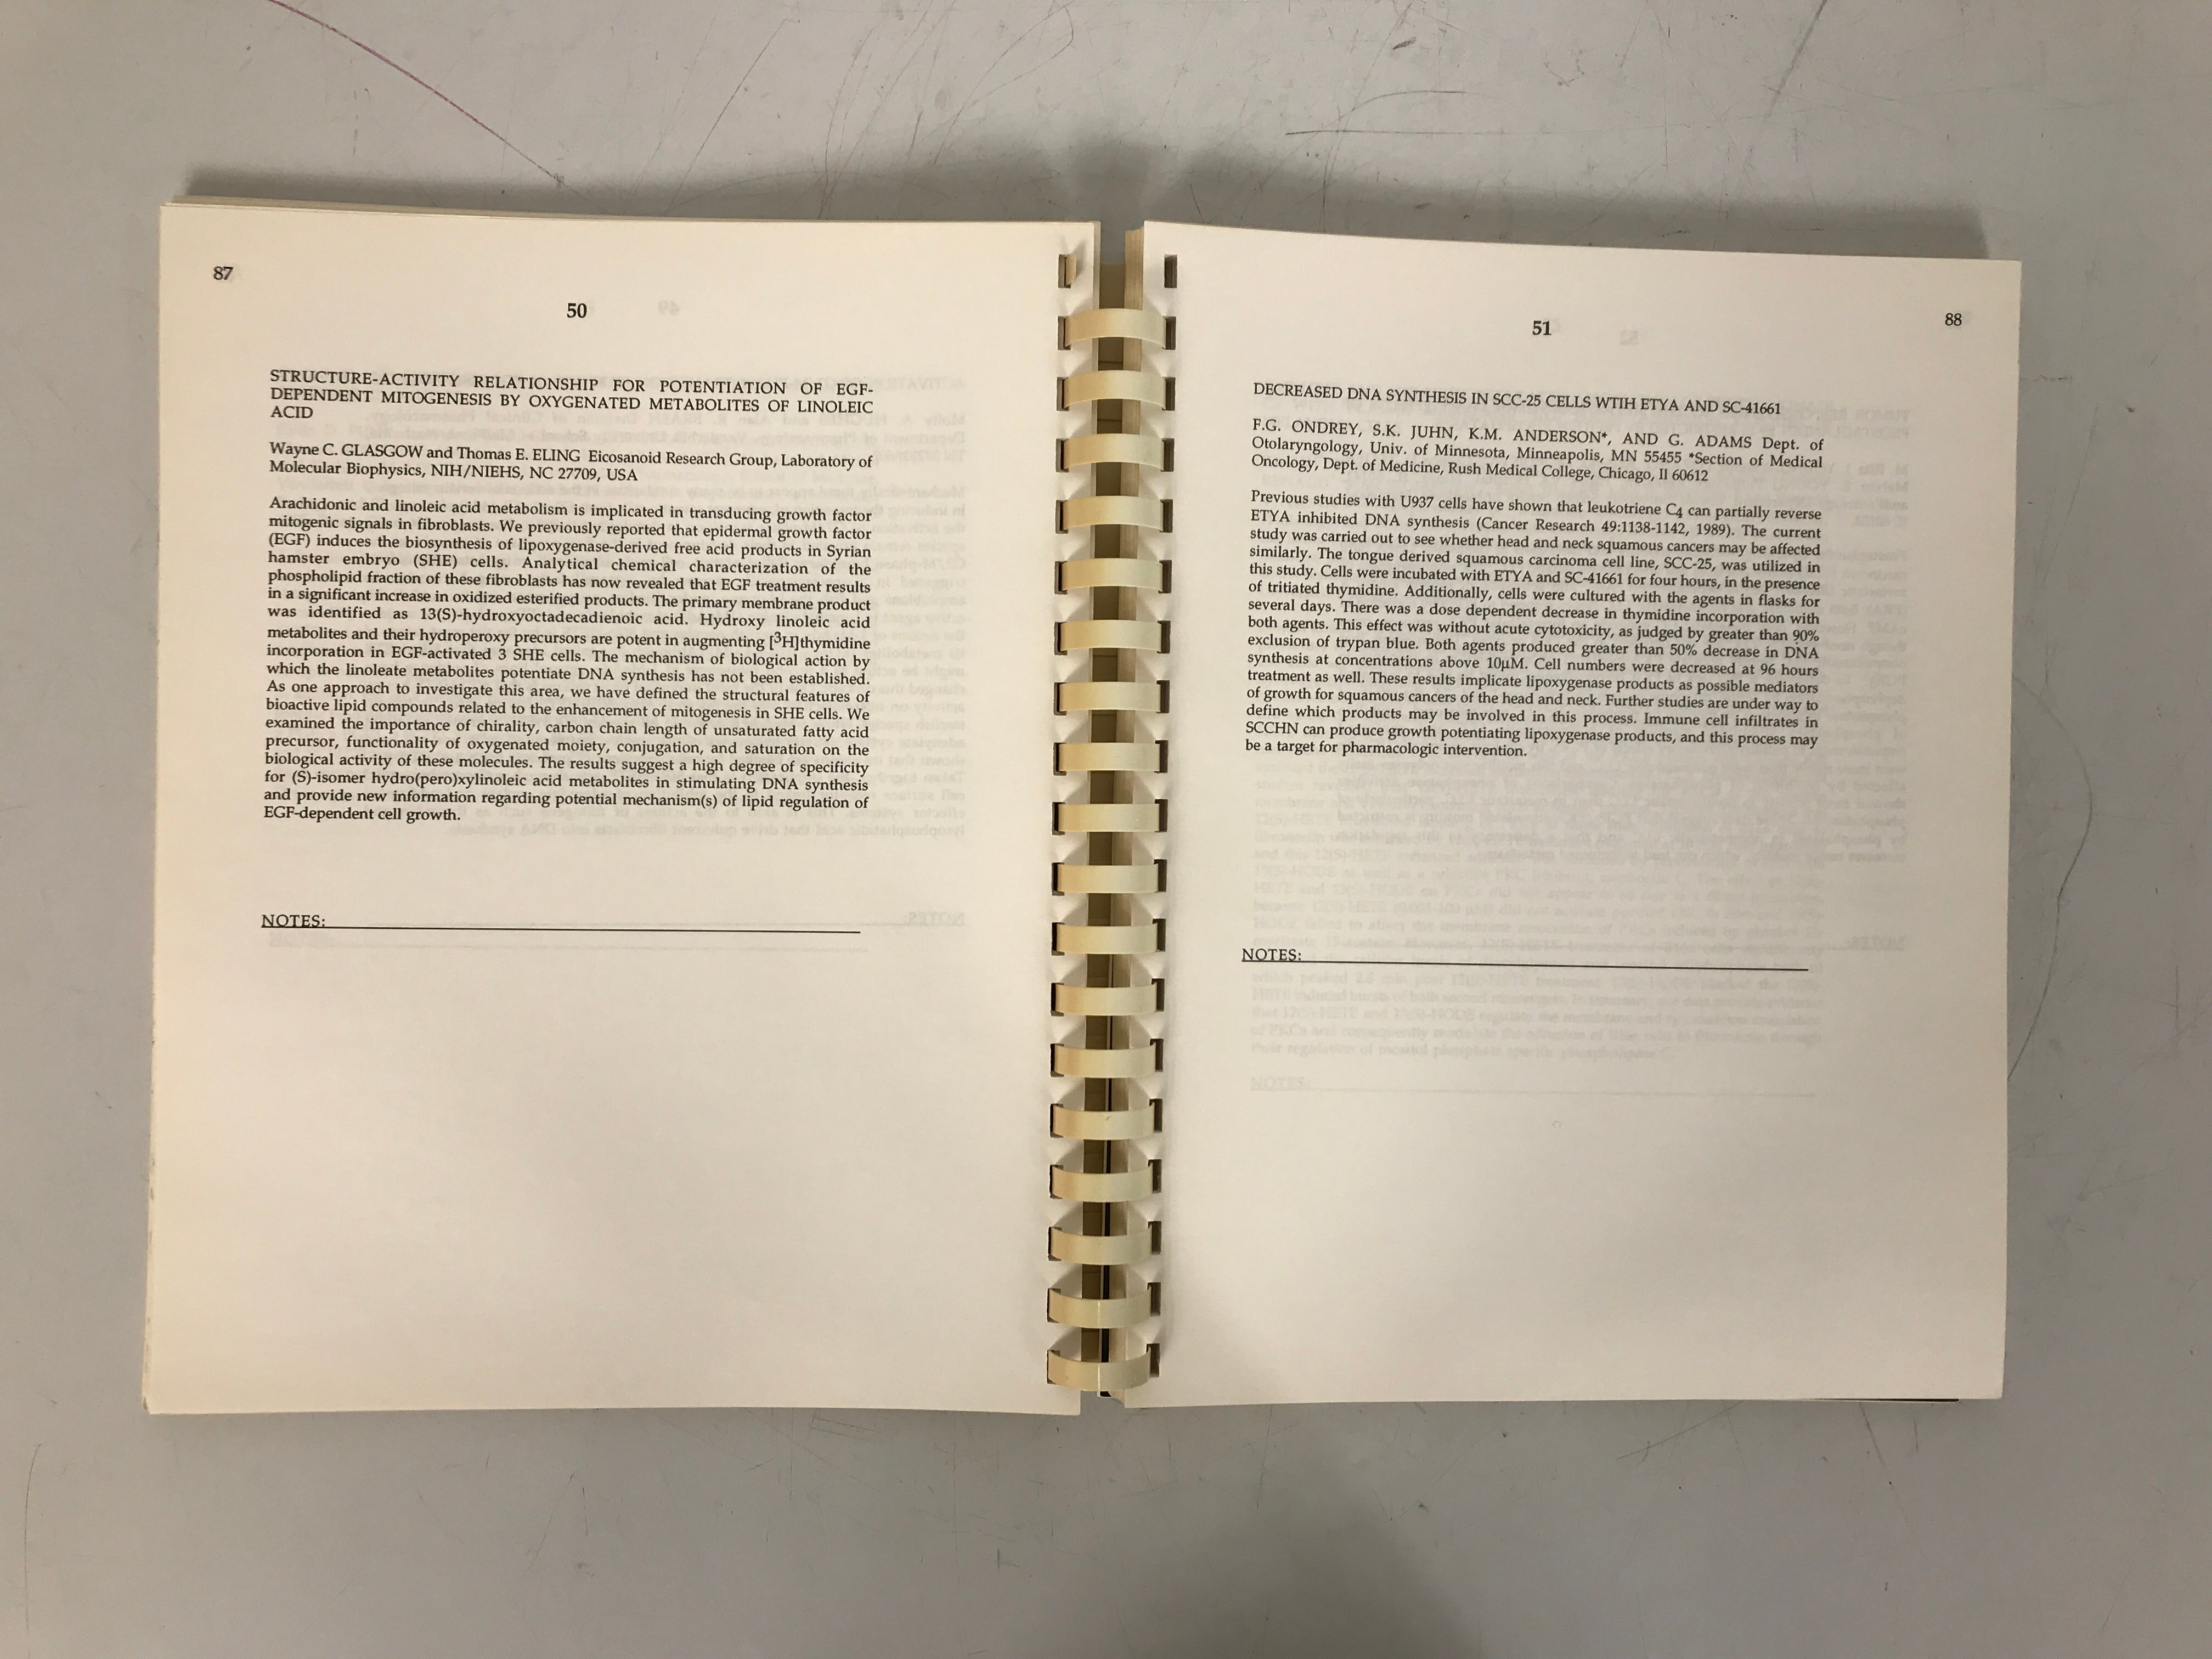 87
50
STRUCTURE-ACTIVITY RELATIONSHIP FOR POTENTIATION OF EGF-
DEPENDENT MITOGENESIS BY OXYGENATED METABOLITES OF LINOLEIC
ACID
Wayne C. GLASGOW and Thomas E. ELING Eicosanoid Research Group, Laboratory of
Molecular Biophysics, NIH/NIEHS, NC 27709, USA
Arachidonic and linoleic acid metabolism is implicated in transducing growth factor
mitogenic signals in fibroblasts. We previously reported that epidermal growth factor
(EGF) induces the biosynthesis of lipoxygenase-derived free acid products in Syrian
hamster embryo (SHE) cells. Analytical chemical characterization of the
phospholipid fraction of these fibroblasts has now revealed that EGF treatment results
in a significant increase in oxidized esterified products. The primary membrane product
was identified as 13(S)-hydroxyoctadecadienoic acid. Hydroxy linoleic acid
metabolites and their hydroperoxy precursors are potent in augmenting [³H]thymidine
incorporation in EGF-activated 3 SHE cells. The mechanism of biological action by
which the linoleate metabolites potentiate DNA synthesis has not been established.
As one approach to investigate this area, we have defined the structural features of
bioactive lipid compounds related to the enhancement of mitogenesis in SHE cells. We
examined the importance of chirality, carbon chain length of unsaturated fatty acid
precursor, functionality of oxygenated moiety, conjugation, and saturation on the
biological activity of these molecules. The results suggest a high degree of specificity
for (S)-isomer hydro(pero)xylinoleic acid metabolites in stimulating DNA synthesis
and provide new information regarding potential mechanism(s) of lipid regulation of
EGF-dependent cell growth.
NOTES:
88
51
DECREASED DNA SYNTHESIS IN SCC-25 CELLS WTIH ETYA AND SC-41661
F.G. ONDREY, S.K. JUHN, K.M. ANDERSON*, AND G. ADAMS Dept. of
Otolaryngology, Univ. of Minnesota, Minneapolis, MN 55455 *Section of Medical
Oncology, Dept. of Medicine, Rush Medical College, Chicago, Il 60612
Previous studies with U937 cells have shown that leukotriene C₄ can partially reverse
ETYA inhibited DNA synthesis (Cancer Research 49:1138-1142, 1989). The current
study was carried out to see whether head and neck squamous cancers may be affected
similarly. The tongue derived squamous carcinoma cell line, SCC-25, was utilized in
this study. Cells were incubated with ETYA and SC-41661 for four hours, in the presence
of tritiated thymidine. Additionally, cells were cultured with the agents in flasks for
several days. There was a dose dependent decrease in thymidine incorporation with
both agents. This effect was without acute cytotoxicity, as judged by greater than 90%
exclusion of trypan blue. Both agents produced greater than 50% decrease in DNA
synthesis at concentrations above 10µM. Cell numbers were decreased at 96 hours
treatment as well. These results implicate lipoxygenase products as possible mediators
of growth for squamous cancers of the head and neck. Further studies are under way to
define which products may be involved in this process. Immune cell infiltrates in
SCCHN can produce growth potentiating lipoxygenase products, and this process may
be a target for pharmacologic intervention.
NOTES: